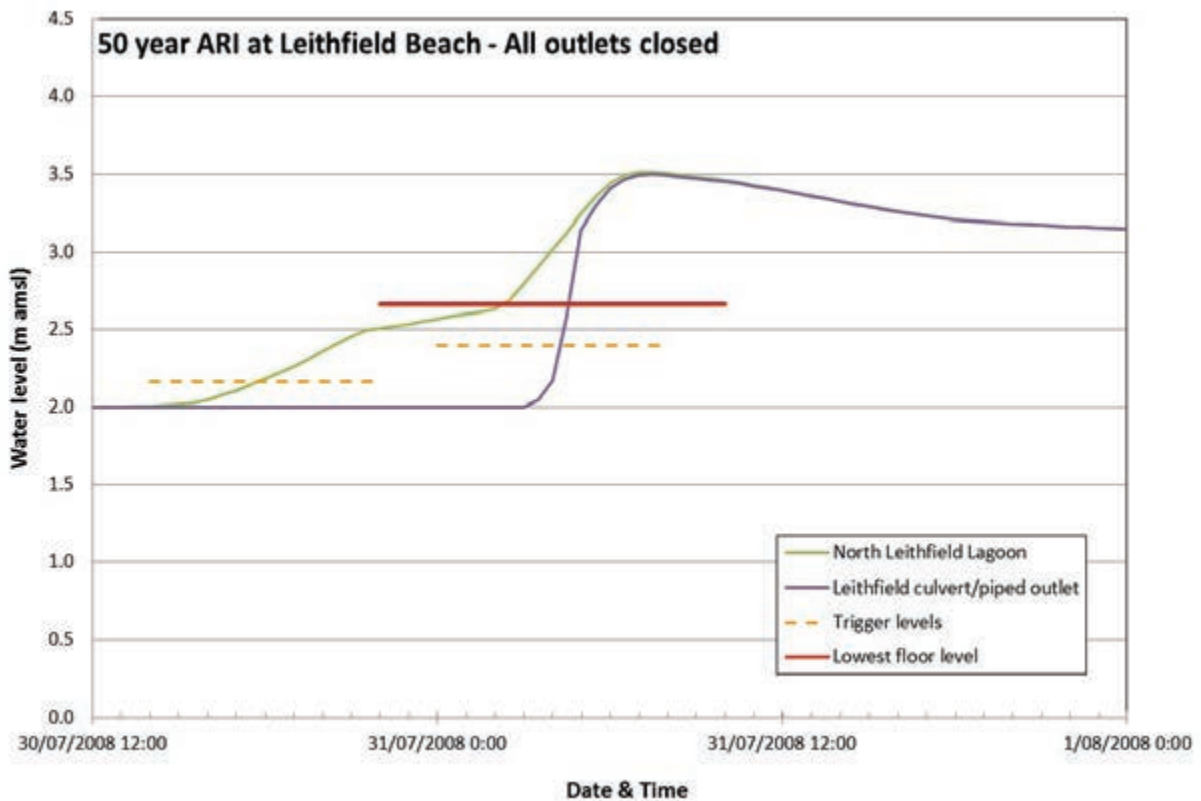 50 year ARI at Leithfield Beach - All outlets closed
4.5
4.0
3.5
3.0
2.5
2.0
1.5
1.0
0.5
0.0
Water level (m amsl)
North Leithfield Lagoon
Leithfield culvert/piped outlet
Trigger levels
Lowest floor level
30/07/2008 12:00
31/07/2008 0:00
31/07/2008 12:00
1/08/2008 0:00
Date & Time